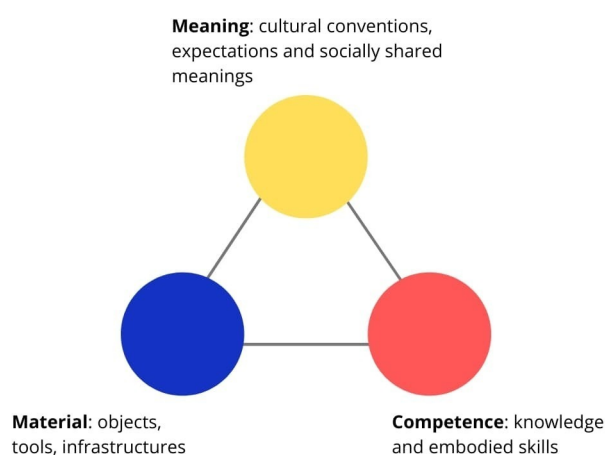 Meaning: cultural conventions,
expectations and socially shared
meanings
Material: objects,
tools, infrastructures
Competence: knowledge
and embodied skills